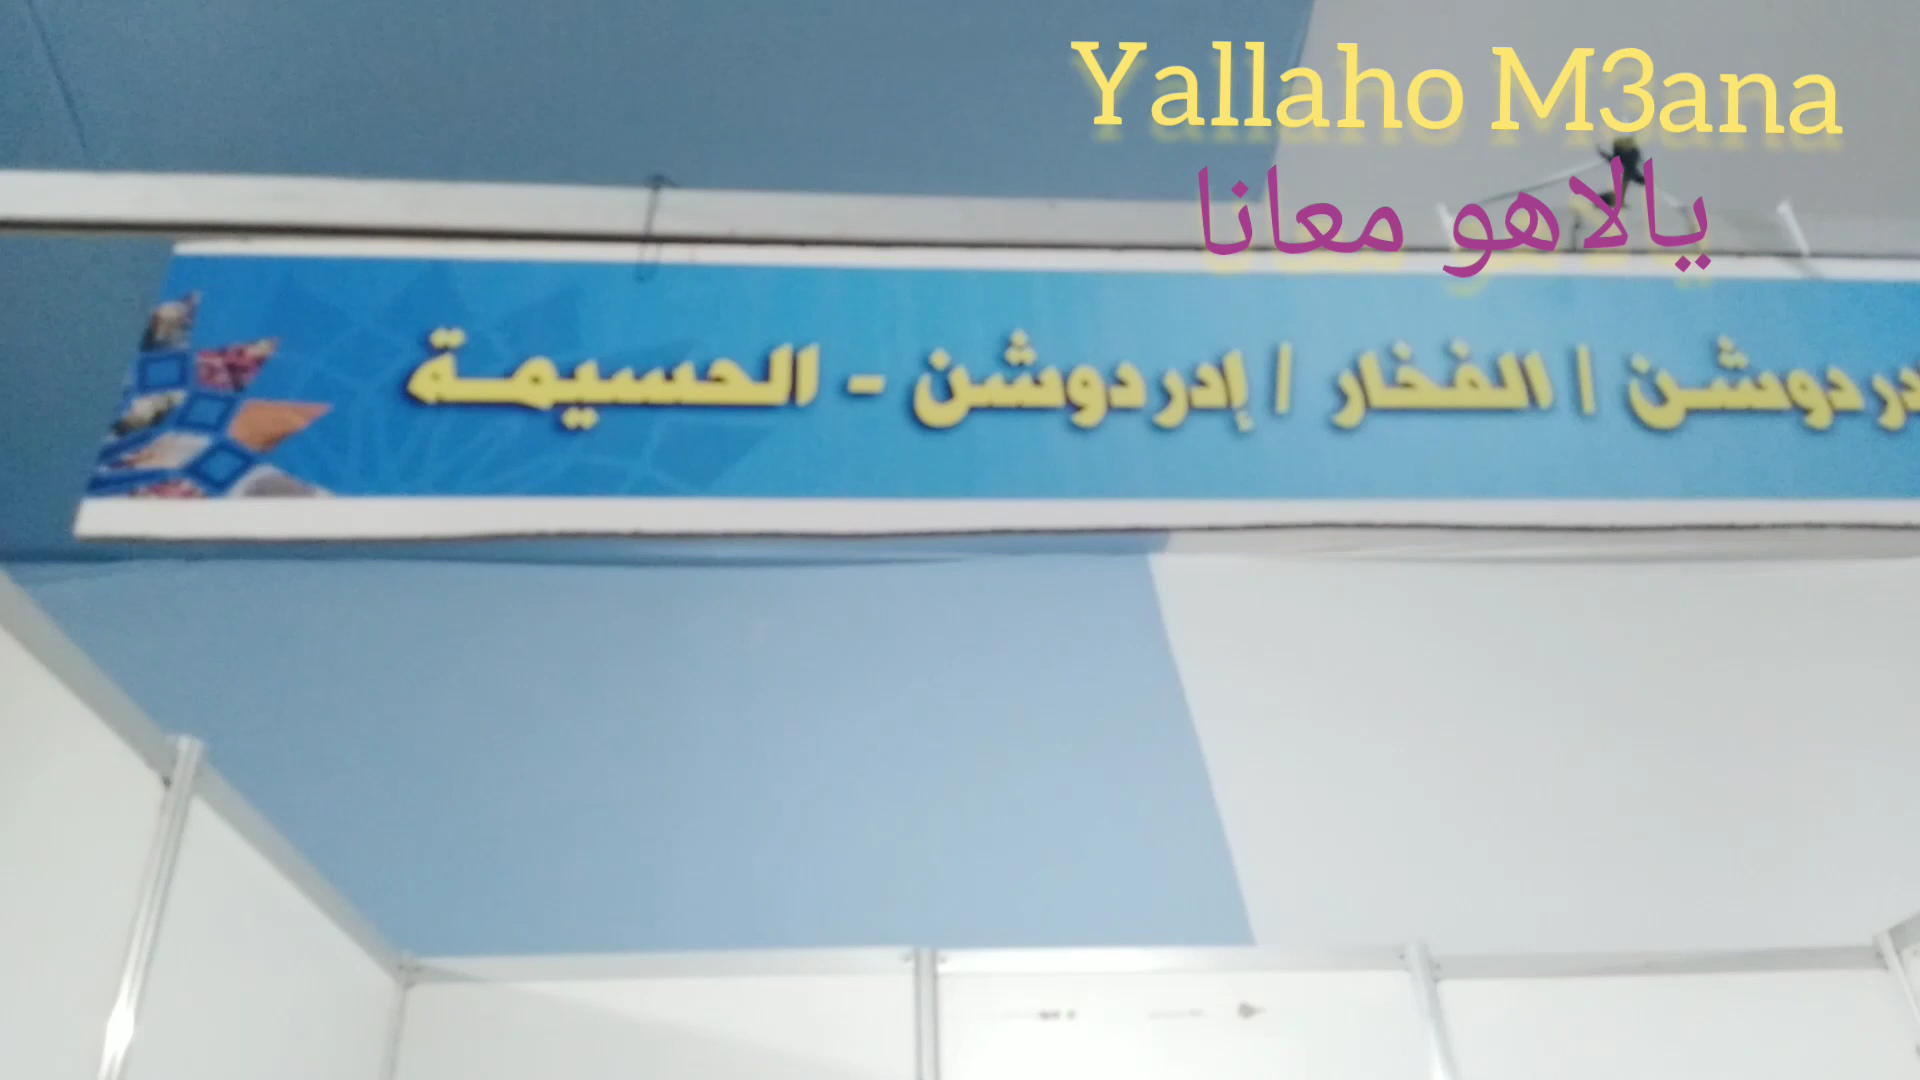 Yallaho M3ana
يالاهو معانا
دردوشن / الفخار / إدردوشن - الحسيمة